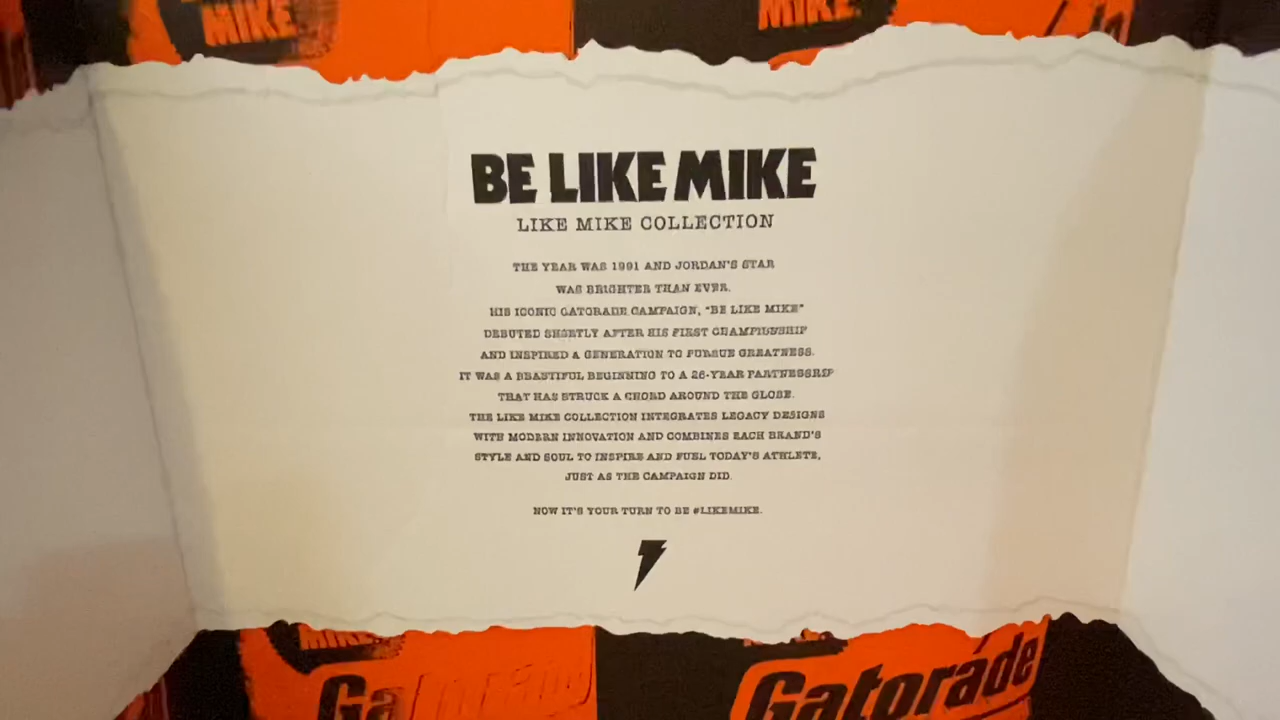 MIKE
MIKE
BE LIKE MIKE
LIKE MIKE COLLECTION
THE YEAR WAS 1991 AND JORDAN'S STAR
WAS BRIGHTER THAN EVER.
HIS ICONIC GATORADE CAMPAIGN, "BE LIKE MIKE"
DEBUTED SHORTLY AFTER HIS FIRST CHAMPIONSHIP
AND INSPIRED A GENERATION TO PURSUE GREATNESS.
IT WAS A BEAUTIFUL BEGINNING TO A 26-YEAR PARTNERSHIP
THAT HAS STRUCK A CHORD AROUND THE GLOBE.
THE LIKE MIKE COLLECTION INTEGRATES LEGACY DESIGNS
WITH MODERN INNOVATION AND COMBINES EACH BRAND'S
STYLE AND SOUL TO INSPIRE AND FUEL TODAY'S ATHLETE,
JUST AS THE CAMPAIGN DID.
NOW IT'S YOUR TURN TO BE #LIKEMIKE.
MIKE
Gatorade
Gatorade